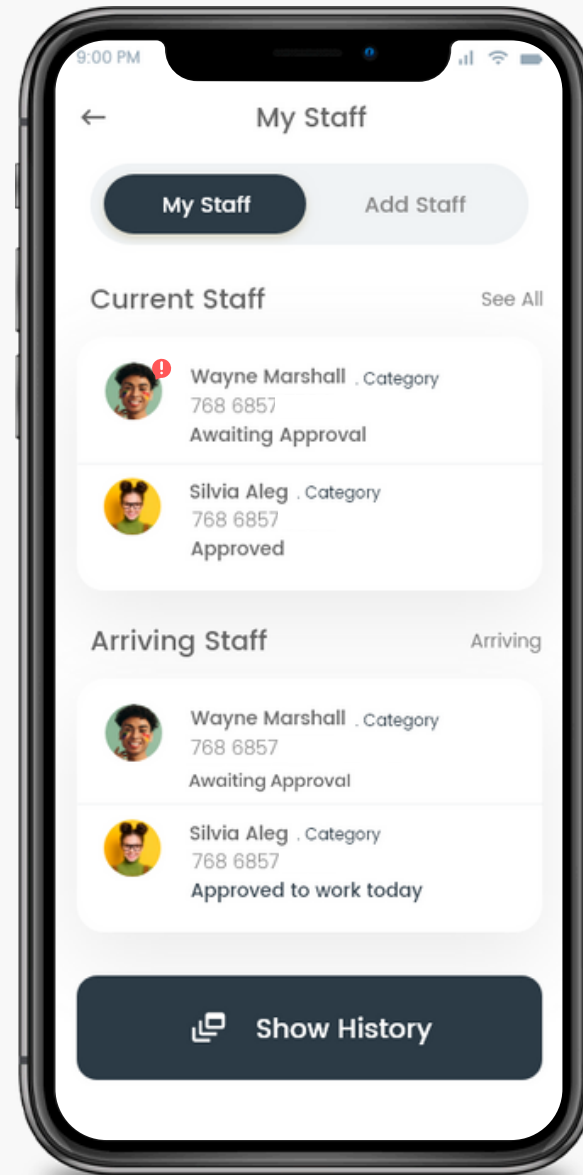 9:00 PM
My Staff
My Staff Add Staff
Current Staff See All
Wayne Marshall . Category
768 6857
Awaiting Approval
Silvia Aleg . Category
768 6857
Approved
Arriving Staff Arriving
Wayne Marshall . Category
768 6857
Awaiting Approval
Silvia Aleg . Category
768 6857
Approved to work today
Show History